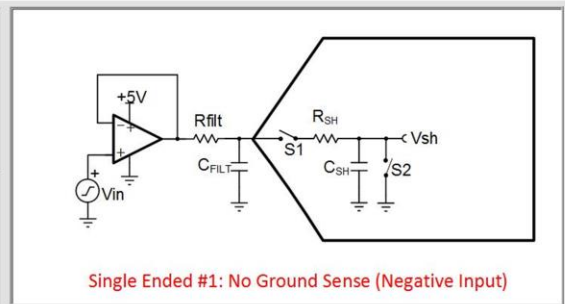 +5V
Rfilt
RSH
Vsh
S1
CFILT
CSH
S2
Vin
Single Ended #1: No Ground Sense (Negative Input)